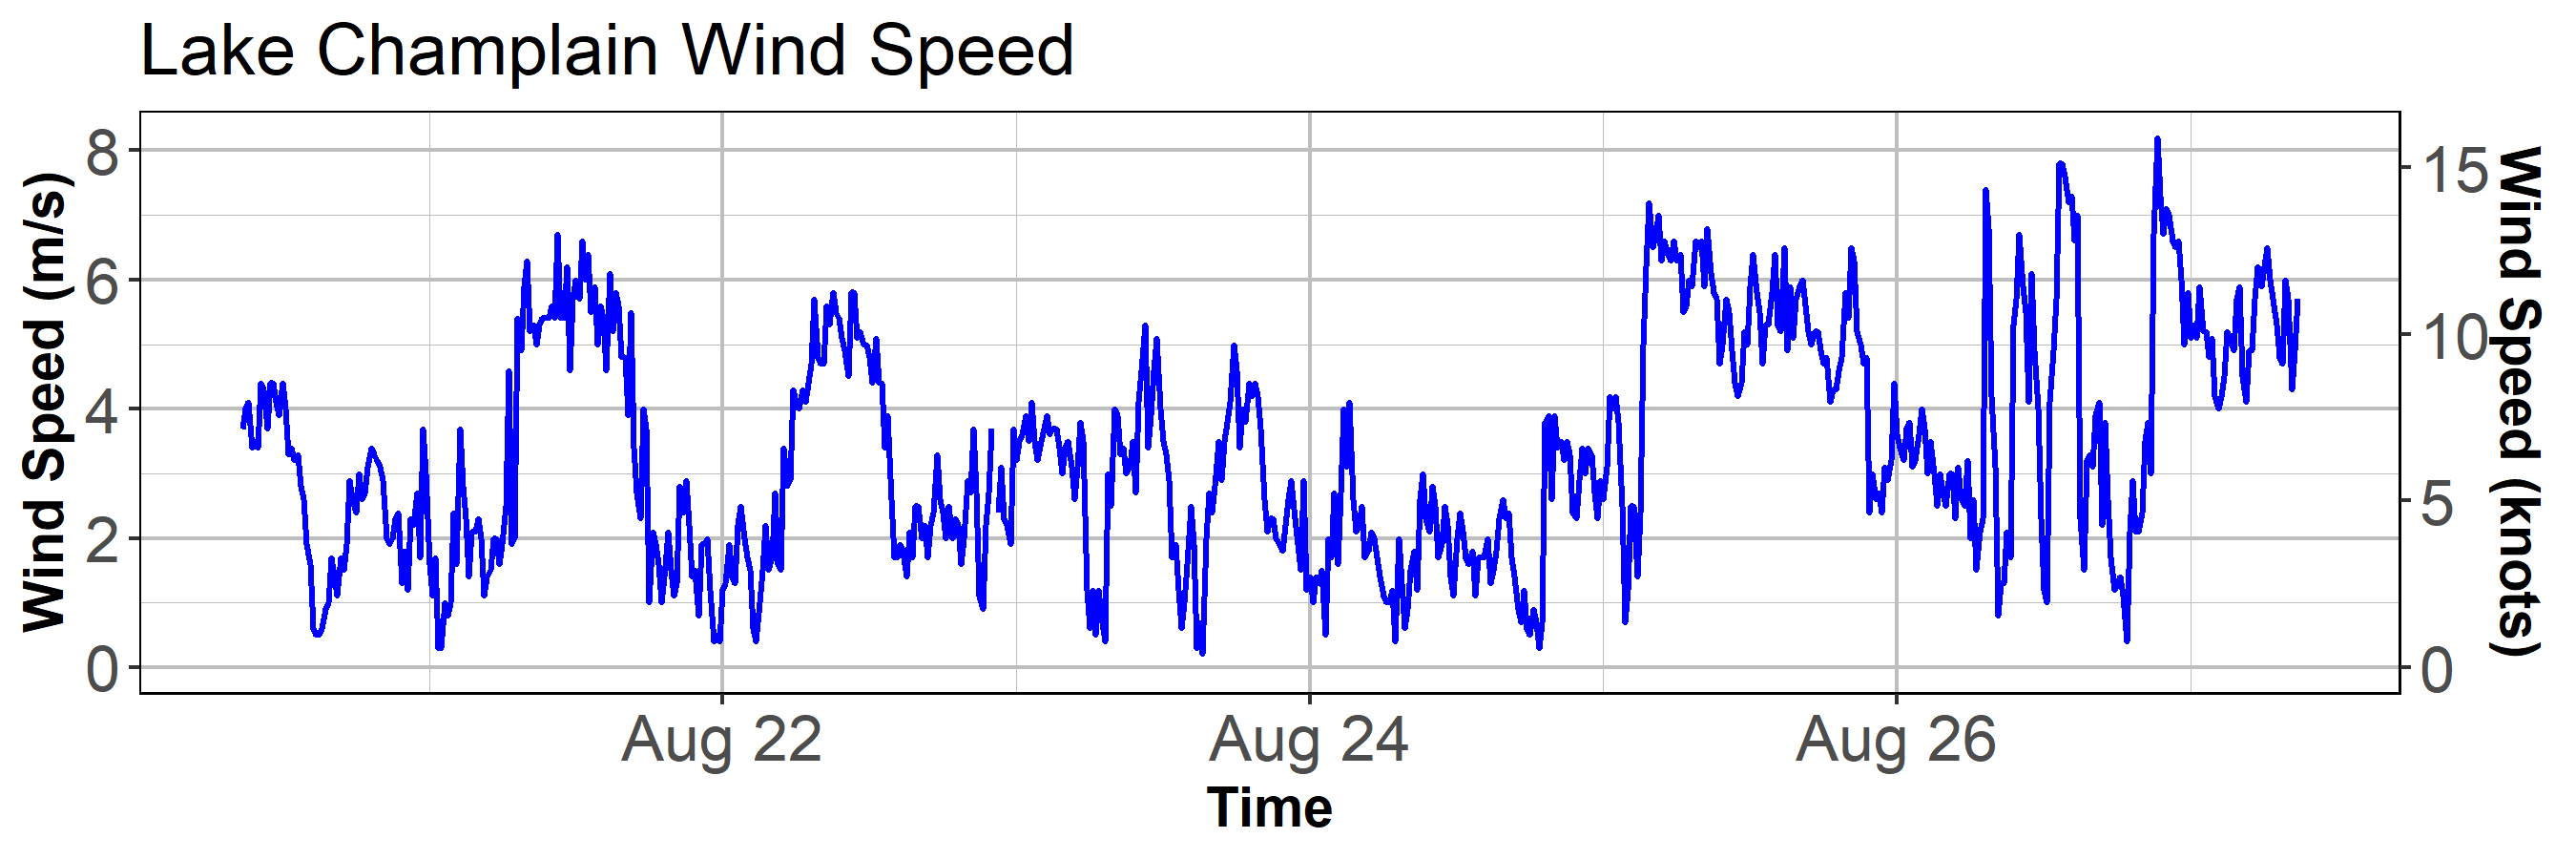 Lake Champlain Wind Speed
Wind Speed (m/s)
8
6
4
2
0
15
10
5
0
Wind Speed (knots)
Aug 22
Aug 24
Aug 26
Time